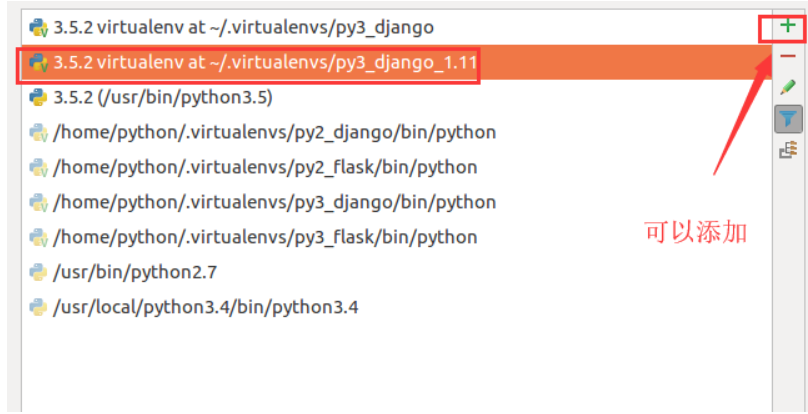 3.5.2 virtualenv at ~/.virtualenvs/py3_django
3.5.2 virtualenv at ~/.virtualenvs/py3_django_1.11
3.5.2 (/usr/bin/python3.5)
/home/python/.virtualenvs/py2_django/bin/python
/home/python/.virtualenvs/py2_flask/bin/python
/home/python/.virtualenvs/py3_django/bin/python
/home/python/.virtualenvs/py3_flask/bin/python
可以添加
/usr/bin/python2.7
/usr/local/python3.4/bin/python3.4